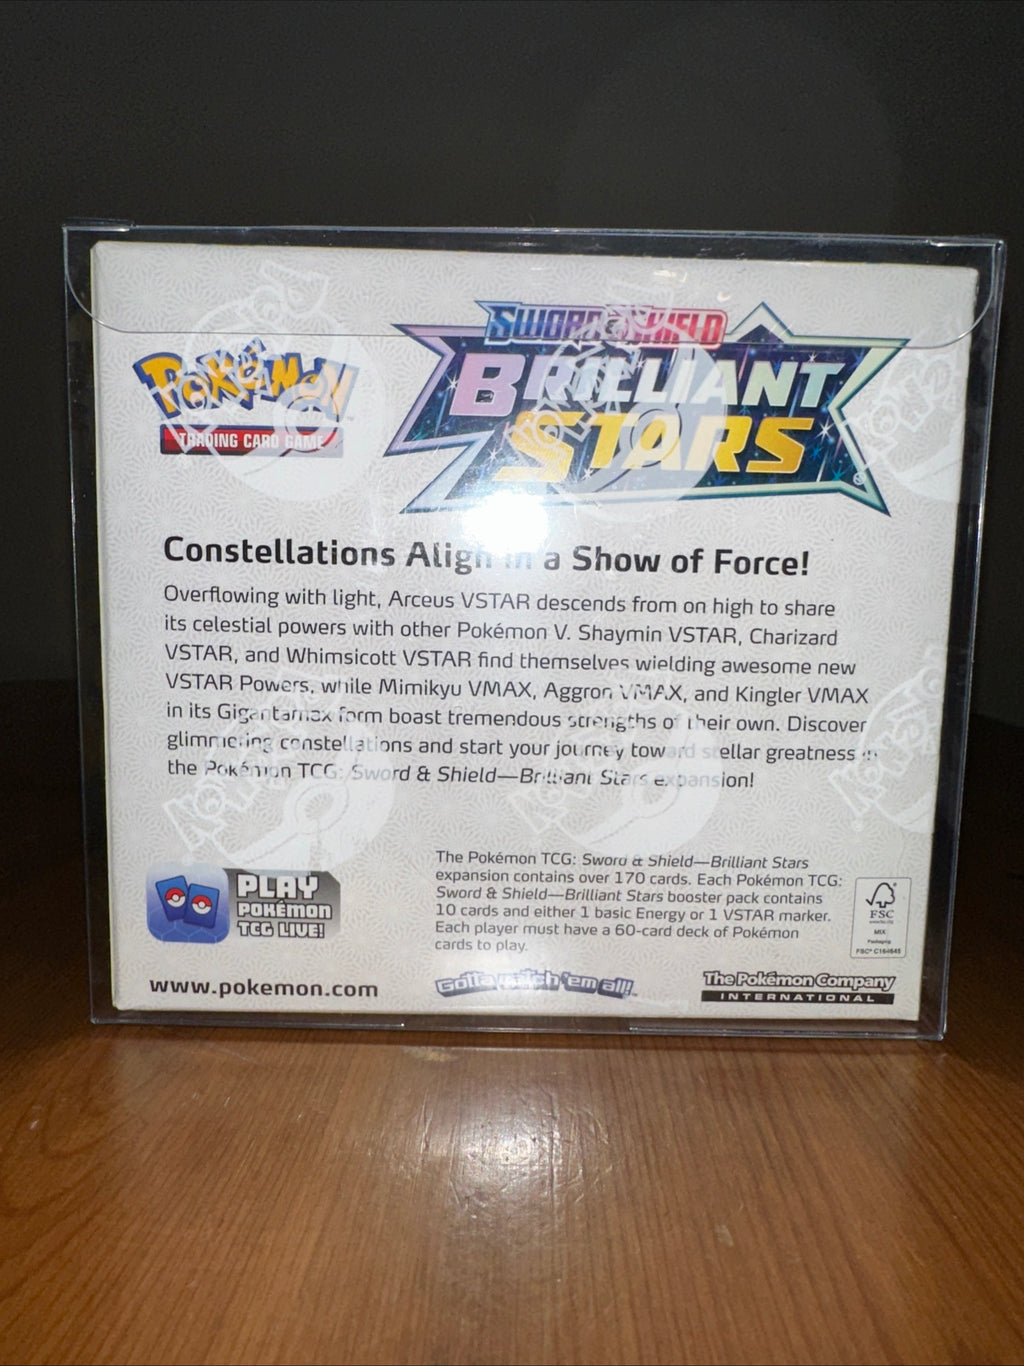 SWORD & SHIELD
BRILLIANT
STARS
POKéMON
TRADING CARD GAME
Constellations Align in a Show of Force!
Overflowing with light, Arceus VSTAR descends from on high to share
its celestial powers with other Pokémon V. Shaymin VSTAR, Charizard
VSTAR, and Whimsicott VSTAR find themselves wielding awesome new
VSTAR Powers, while Mimikyu VMAX, Aggron VMAX, and Kingler VMAX
in its Gigantamax form boast tremendous strengths of their own. Discover
glimmering constellations and start your journey toward stellar greatness in
the Pokémon TCG: Sword & Shield—Brilliant Stars expansion!
PLAY
POKéMON
TCG LIVE!
The Pokémon TCG: Sword & Shield—Brilliant Stars
expansion contains over 170 cards. Each Pokémon TCG:
Sword & Shield—Brilliant Stars booster pack contains
10 cards and either 1 basic Energy or 1 VSTAR marker.
Each player must have a 60-card deck of Pokémon
cards to play.
FSC
MIX
Packaging
FSC® C164645
www.pokemon.com
Gotta catch 'em all!™
The Pokémon Company
INTERNATIONAL